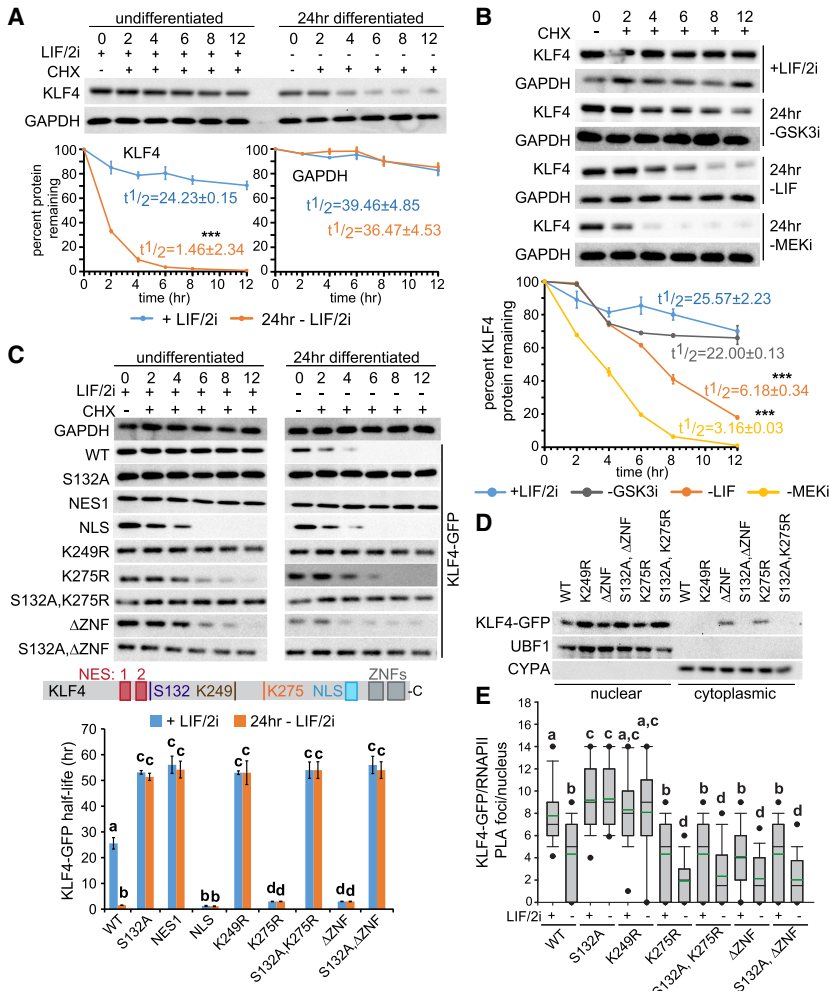 A
undifferentiated 24hr differentiated
0 2 4 6 8 12 0 2 4 6 8 12
LIF/2i + + + + + + - - - - - -
CHX - + + + + + - + + + + +
KLF4
GAPDH
percent protein remaining
100
90
80
60
40
20
0
KLF4
t1/2=24.23±0.15
***
t1/2=1.46±2.34
0 2 4 6 8 10 12
time (hr)
100
90
80
60
40
20
0
GAPDH
t1/2=39.46±4.85
t1/2=36.47±4.53
0 2 4 6 8 10 12
time (hr)
+ LIF/2i 24hr - LIF/2i
B
0 2 4 6 8 12
CHX - + + + + +
KLF4
GAPDH
+LIF/2i
KLF4
GAPDH
24hr
-GSK3i
KLF4
GAPDH
24hr
-LIF
KLF4
GAPDH
24hr
-MEKi
percent KLF4
protein remaining
100
80
60
40
20
0
t1/2=25.57±2.23
t1/2=22.00±0.13
***
t1/2=6.18±0.34
***
t1/2=3.16±0.03
0 2 4 6 8 10 12
time (hr)
+LIF/2i -GSK3i -LIF -MEKi
C
undifferentiated 24hr differentiated
0 2 4 6 8 12 0 2 4 6 8 12
LIF/2i + + + + + + - - - - - -
CHX - + + + + + - + + + + +
GAPDH
WT
S132A
NES1
NLS
K249R
K275R
S132A,K275R
ΔZNF
S132A,ΔZNF
KLF4-GFP
NES: 1 2
ZNFs
KLF4 S132 K249 K275 NLS -C
+ LIF/2i 24hr - LIF/2i
KLF4-GFP half-life (hr)
70
60
50
40
30
20
10
0
a b c c c c b b c c d d c c d d c c
WT S132A NES1 NLS K249R K275R S132A,K275R ΔZNF S132A,ΔZNF
D
WT K249R ΔZNF S132A,ΔZNF K275R S132A,K275R WT K249R ΔZNF S132A,ΔZNF K275R S132A,K275R
KLF4-GFP
UBF1
CYPA
nuclear cytoplasmic
E
KLF4-GFP/RNAPII
PLA foci/nucleus
18
16
14
12
10
8
6
4
2
0
a b c c a,c a,c b d b d b d b d
LIF/2i + - + - + - + - + - + - + -
WT S132A K249R K275R S132A, K275R ΔZNF S132A, ΔZNF